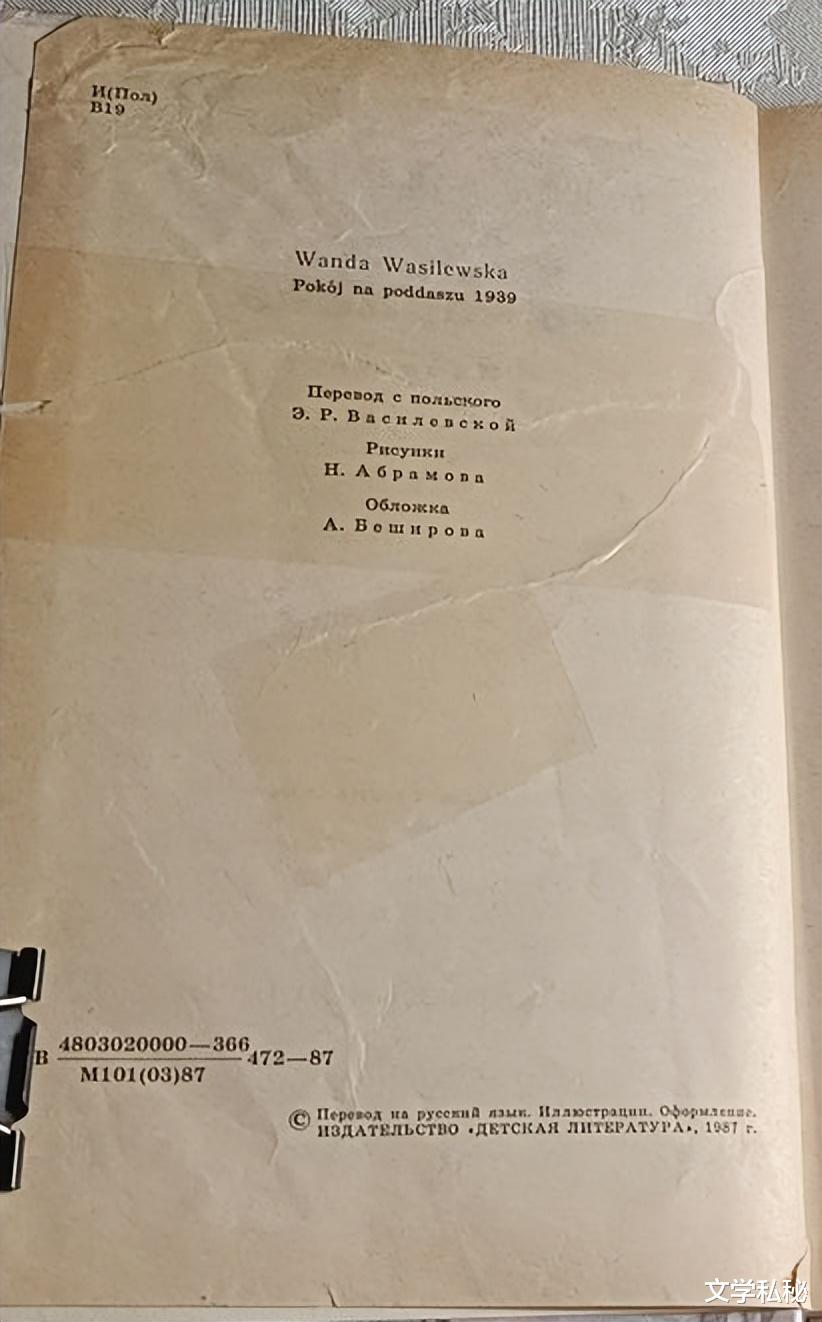 И(Пол)
В19
Wanda Wasilewska
Pokój na poddaszu 1939
Перевод с польского
Э. Р. Василевской
Рисунки
Н. Абрамова
Обложка
А. Беширова
В 4803020000—366 472—87
М101(03)87
© Перевод на русский язык. Иллюстрации. Оформление.
ИЗДАТЕЛЬСТВО «ДЕТСКАЯ ЛИТЕРАТУРА», 1987 г.
文学私秘